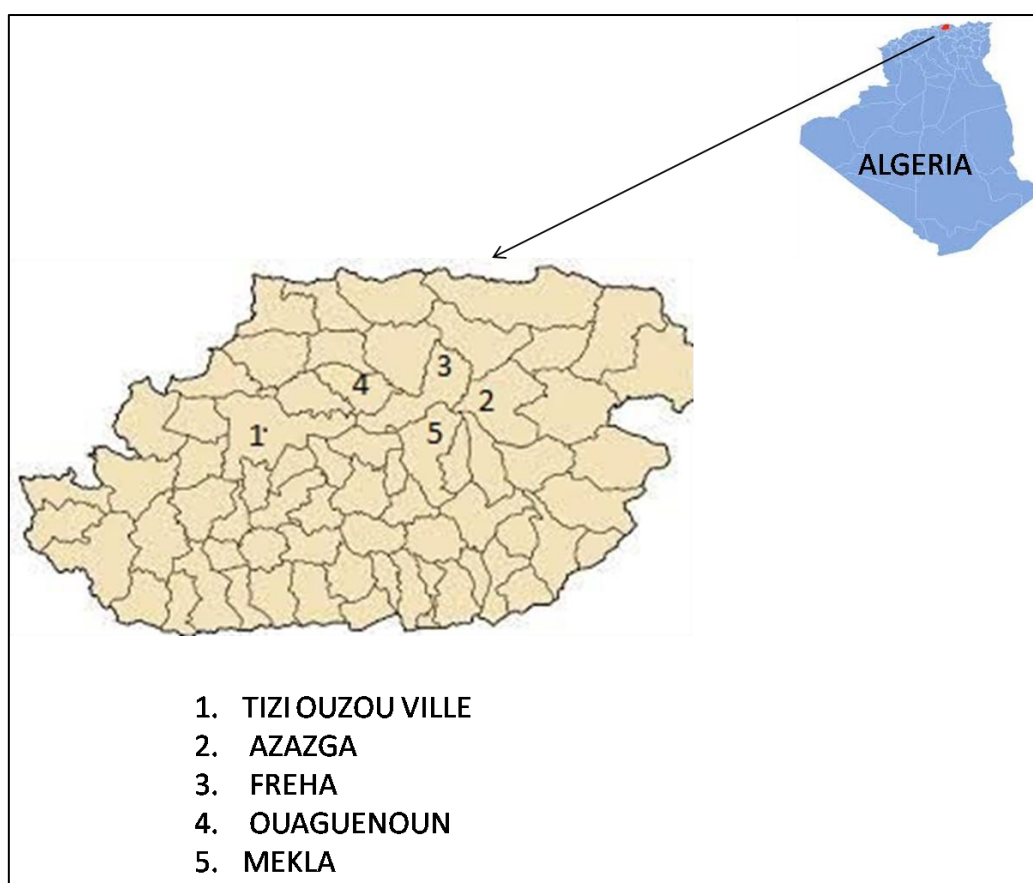 ALGERIA
3
4
2
1
5
1. TIZI OUZOU VILLE
2. AZAZGA
3. FREHA
4. OUAGUENOUN
5. MEKLA